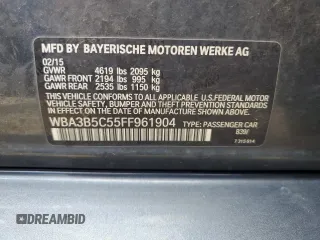 MFD BY BAYERISCHE MOTOREN WERKE AG
02/15
GVWR 4619 lbs 2095 kg
GAWR FRONT 2194 lbs 995 kg
GAWR REAR 2535 lbs 1150 kg
THIS VEHICLE CONFORMS TO ALL APPLICABLE U.S. FEDERAL MOTOR
VEHICLE SAFETY, BUMPER, AND THEFT PREVENTION STANDARDS IN EFFECT
ON THE DATE OF MANUFACTURE SHOWN ABOVE.
WBA3B5C55FF961904 TYPE: PASSENGER CAR
DREAMBID